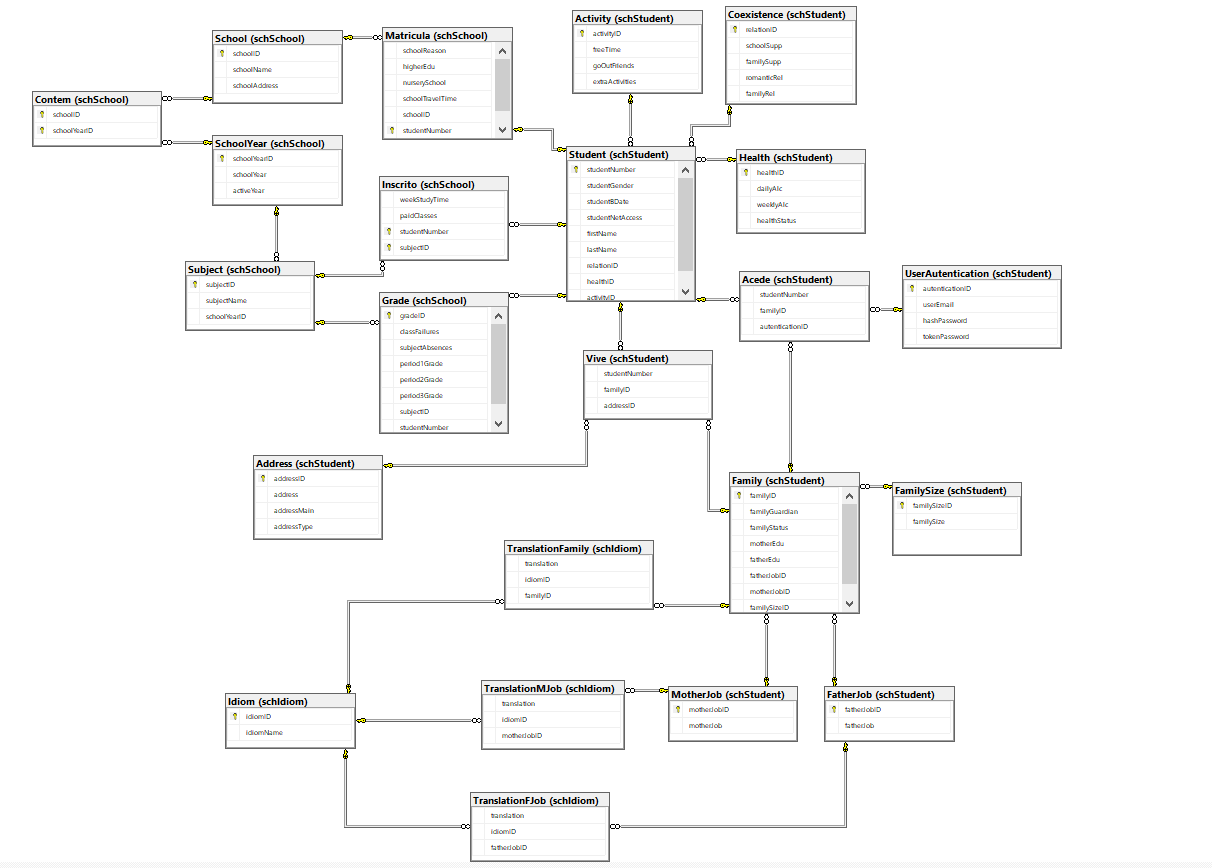 Activity (schStudent)
activityID
freeTime
goOutFriends
extraActivities
Coexistence (schStudent)
relationID
schoolSupp
familySupp
romanticRel
familyRel
School (schSchool)
schoolID
schoolName
schoolAddress
Matricula (schSchool)
schoolReason
higherEdu
nurserySchool
schoolTravelTime
schoolID
studentNumber
Contem (schSchool)
schoolID
schoolYearID
SchoolYear (schSchool)
schoolYearID
schoolYear
activeYear
Student (schStudent)
studentNumber
studentGender
studentBDate
studentNetAccess
firstName
lastName
relationID
healthID
activityID
Health (schStudent)
healthID
dailyAlc
weeklyAlc
healthStatus
Inscrito (schSchool)
weekStudyTime
paidClasses
studentNumber
subjectID
Subject (schSchool)
subjectID
subjectName
schoolYearID
Acede (schStudent)
studentNumber
familyID
autenticationID
UserAutentication (schStudent)
autenticationID
userEmail
hashPassword
tokenPassword
Grade (schSchool)
gradeID
classFailures
subjectAbsences
period1Grade
period2Grade
period3Grade
subjectID
studentNumber
Vive (schStudent)
studentNumber
familyID
addressID
Address (schStudent)
addressID
address
addressMain
addressType
Family (schStudent)
familyID
familyGuardian
familyStatus
motherEdu
fatherEdu
fatherJobID
motherJobID
familySizeID
FamilySize (schStudent)
familySizeID
familySize
TranslationFamily (schIdiom)
translation
idiomID
familyID
Idiom (schIdiom)
idiomID
idiomName
TranslationMJob (schIdiom)
translation
idiomID
motherJobID
MotherJob (schStudent)
motherJobID
motherJob
FatherJob (schStudent)
fatherJobID
fatherJob
TranslationFJob (schIdiom)
translation
idiomID
fatherJobID